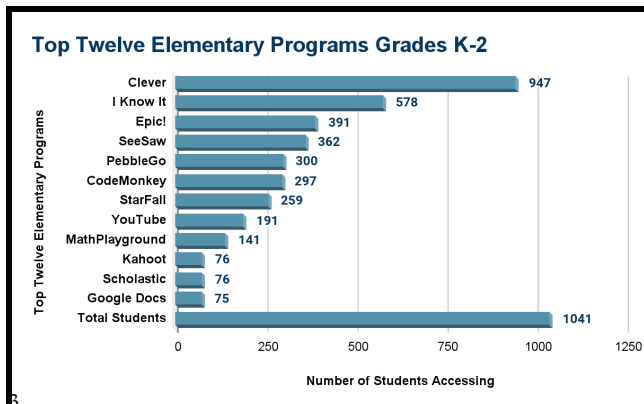 Top Twelve Elementary Programs Grades K-2
Top Twelve Elementary Programs
Clever 947
I Know It 578
Epic! 391
SeeSaw 362
PebbleGo 300
CodeMonkey 297
StarFall 259
YouTube 191
MathPlayground 141
Kahoot 76
Scholastic 76
Google Docs 75
Total Students 1041
0 250 500 750 1000 1250
Number of Students Accessing